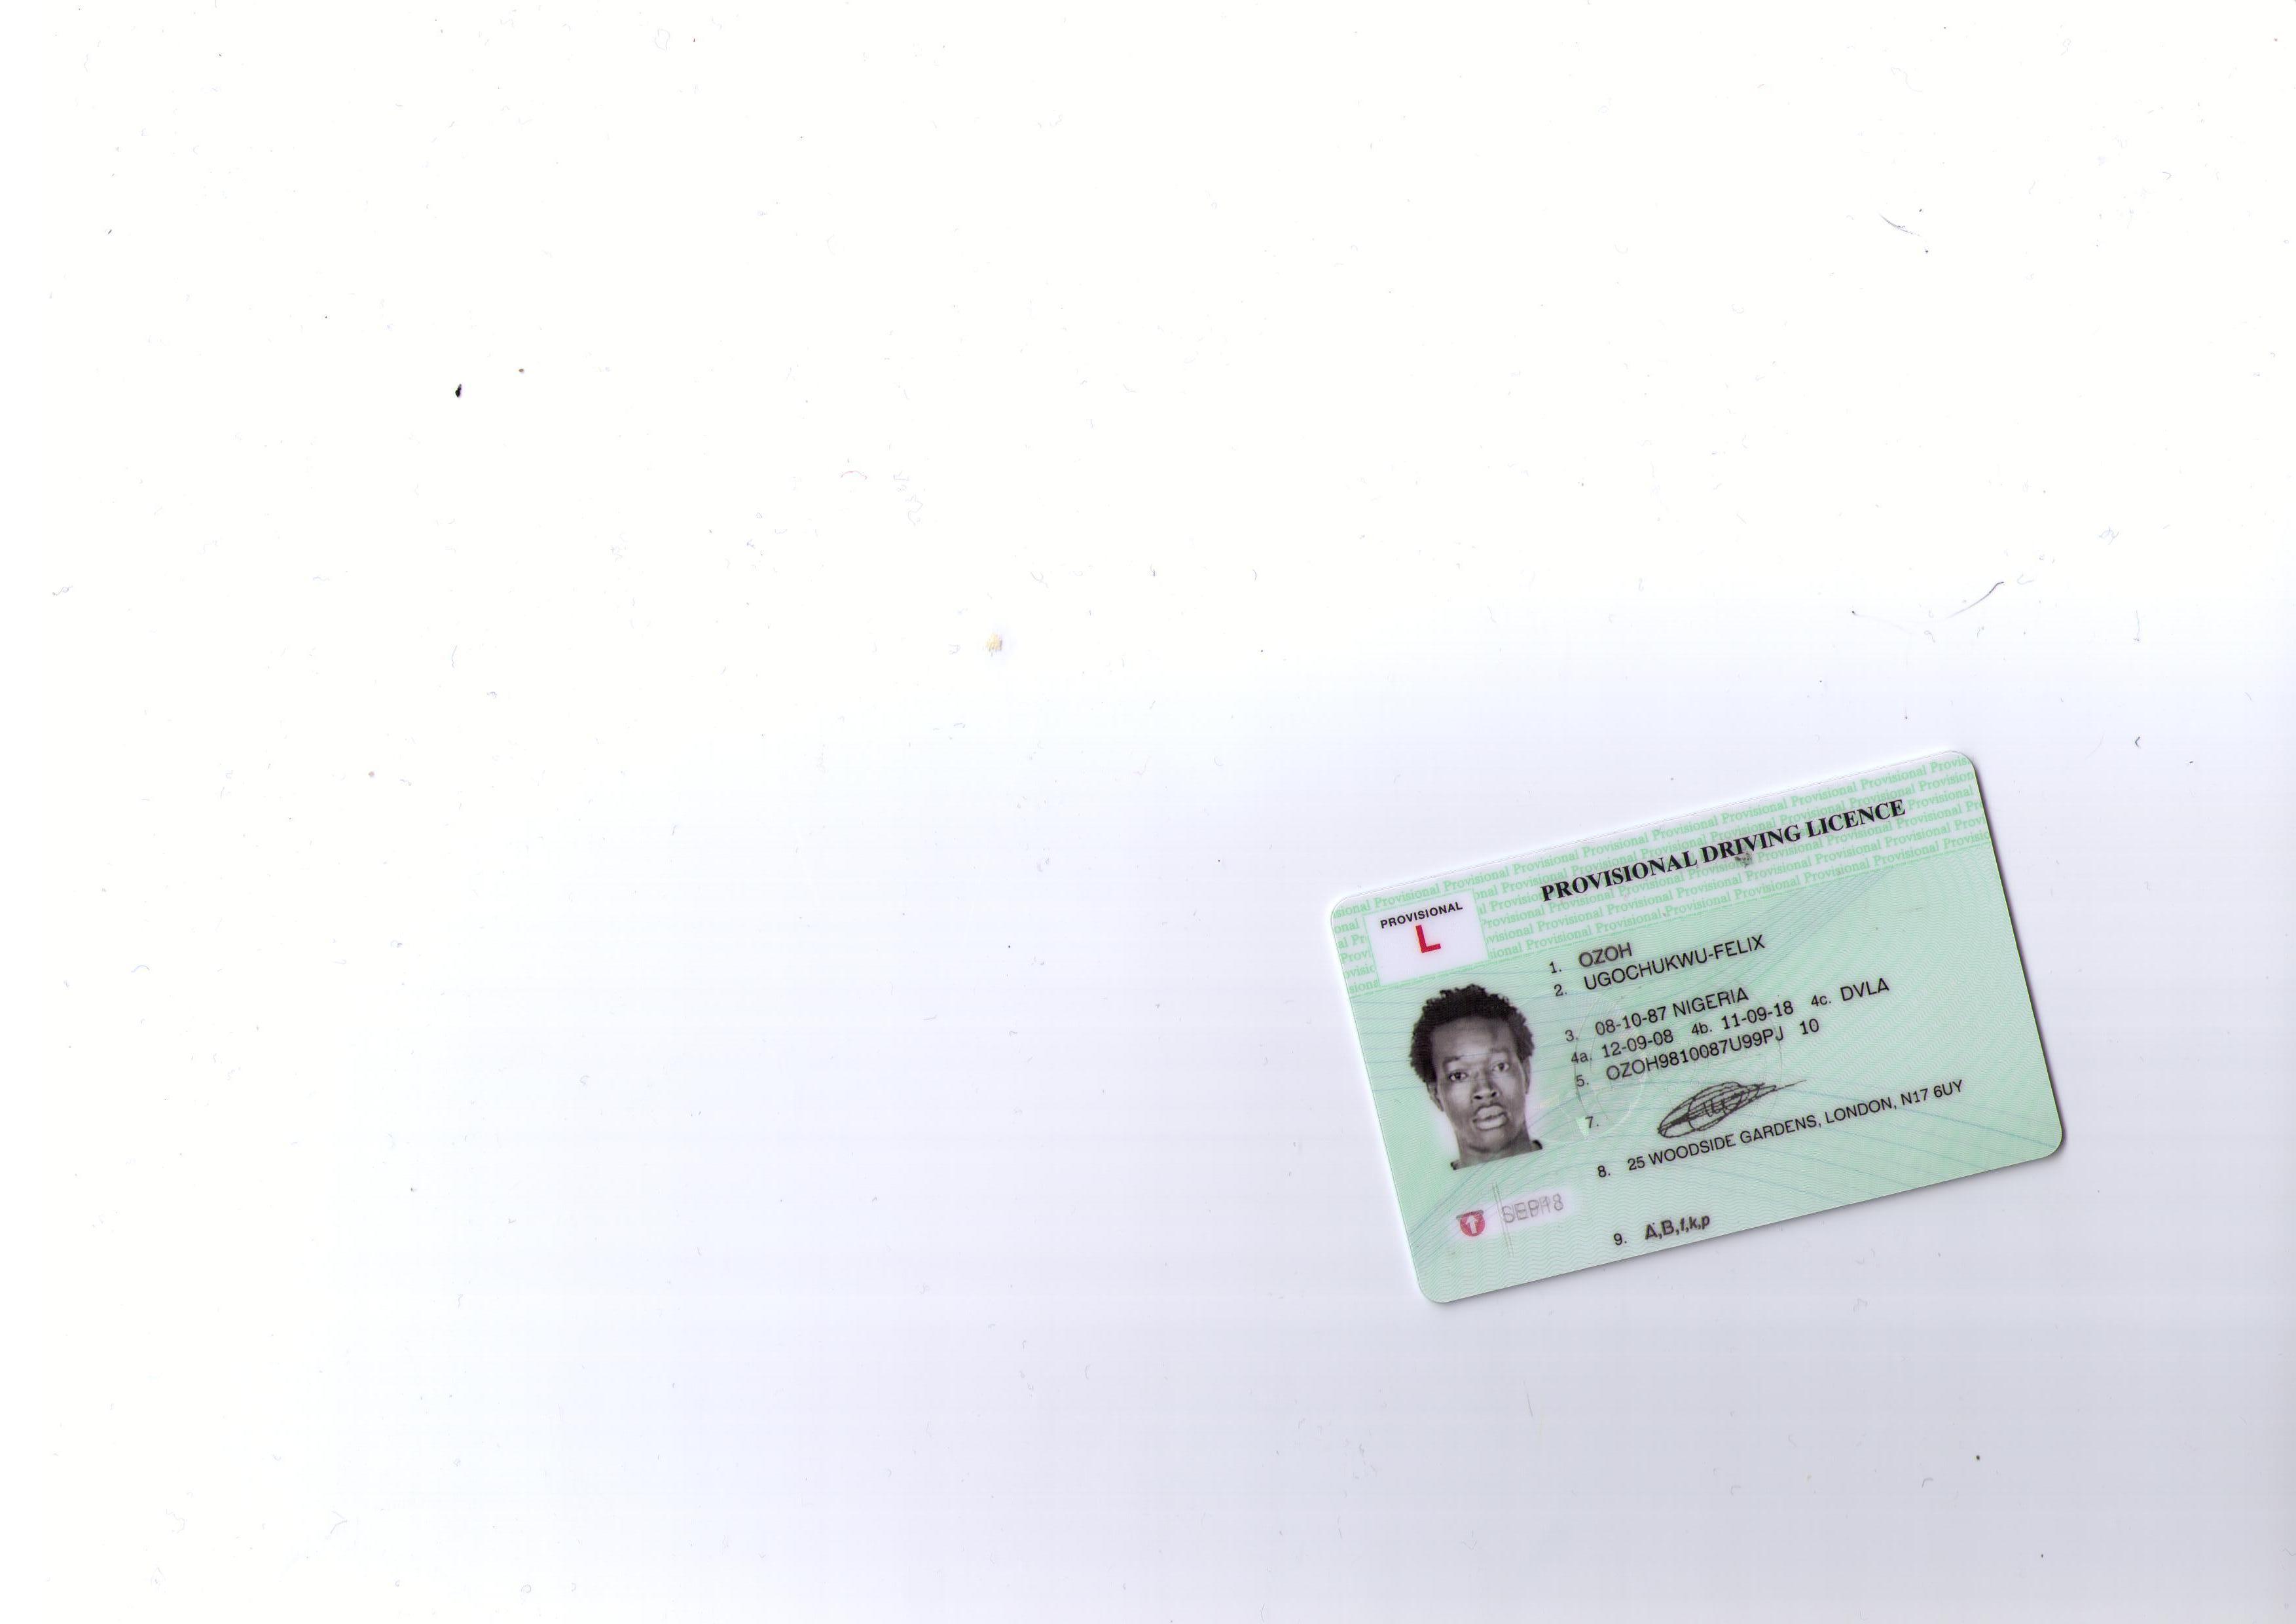 PROVISIONAL DRIVING LICENCE
PROVISIONAL
L
1. OZOH
2. UGOCHUKWU-FELIX
3. 08-10-87 NIGERIA
4a. 12-09-08 4b. 11-09-18 4c. DVLA
5. OZOH9810087U99PJ 10
7.
8. 25 WOODSIDE GARDENS, LONDON, N17 6UY
9. A,B,f,k,p